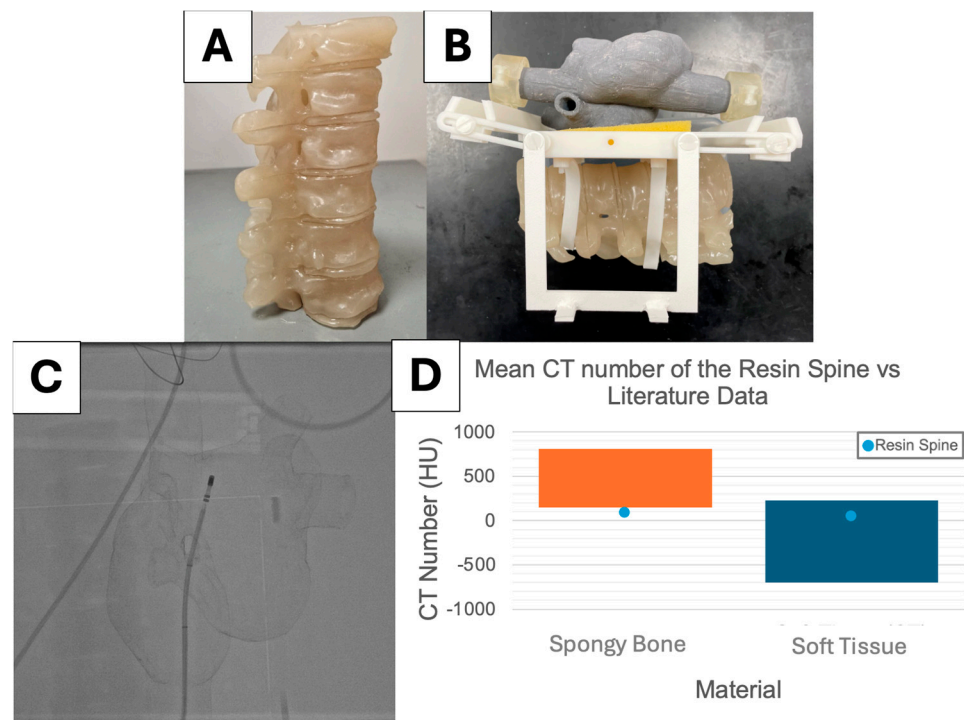 A
B
C
D
Mean CT number of the Resin Spine vs
Literature Data
CT Number (HU)
1000
500
0
-500
-1000
Resin Spine
Spongy Bone
Soft Tissue
Material